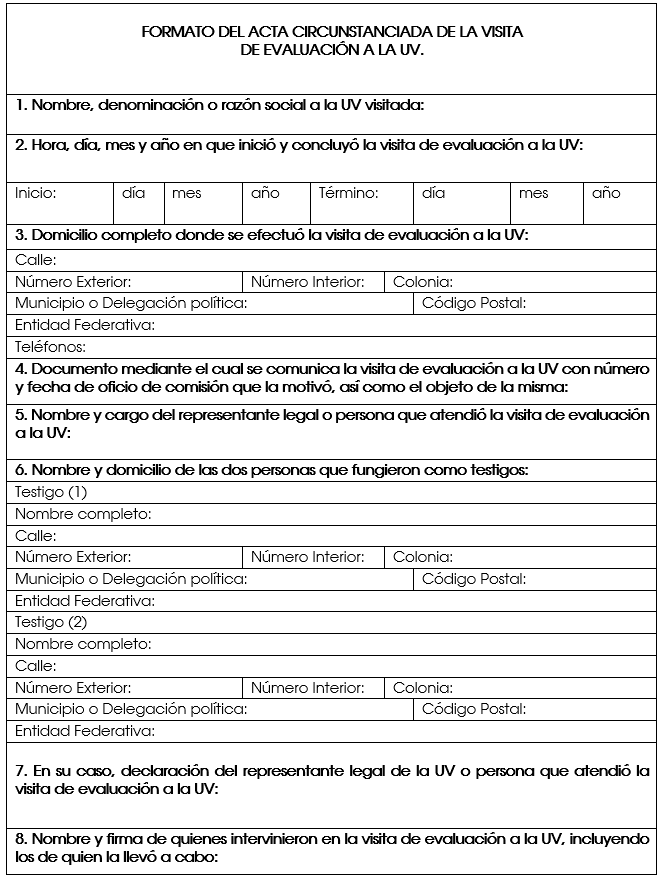 FORMATO DEL ACTA CIRCUNSTANCIADA DE LA VISITA
DE EVALUACIÓN A LA UV.
1. Nombre, denominación o razón social a la UV visitada:
2. Hora, día, mes y año en que inició y concluyó la visita de evaluación a la UV:
Inicio: día mes año Término: día mes año
3. Domicilio completo donde se efectuó la visita de evaluación a la UV:
Calle:
Número Exterior: Número Interior: Colonia:
Municipio o Delegación política: Código Postal:
Entidad Federativa:
Teléfonos:
4. Documento mediante el cual se comunica la visita de evaluación a la UV con número
y fecha de oficio de comisión que la motivó, así como el objeto de la misma:
5. Nombre y cargo del representante legal o persona que atendió la visita de evaluación
a la UV:
6. Nombre y domicilio de las dos personas que fungieron como testigos:
Testigo (1)
Nombre completo:
Calle:
Número Exterior: Número Interior: Colonia:
Municipio o Delegación política: Código Postal:
Entidad Federativa:
Testigo (2)
Nombre completo:
Calle:
Número Exterior: Número Interior: Colonia:
Municipio o Delegación política: Código Postal:
Entidad Federativa:
7. En su caso, declaración del representante legal de la UV o persona que atendió la
visita de evaluación a la UV:
8. Nombre y firma de quienes intervinieron en la visita de evaluación a la UV, incluyendo
los de quien la llevó a cabo: